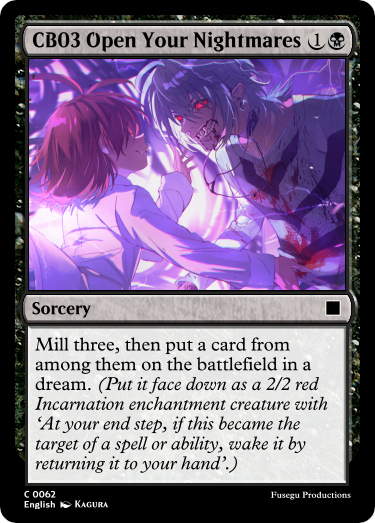 CB03 Open Your Nightmares 1
Sorcery
Mill three, then put a card from
among them on the battlefield in a
dream. (Put it face down as a 2/2 red
Incarnation enchantment creature with
‘At your end step, if this became the
target of a spell or ability, wake it by
returning it to your hand’.)
C 0062
English KAGURA
Fusegu Productions